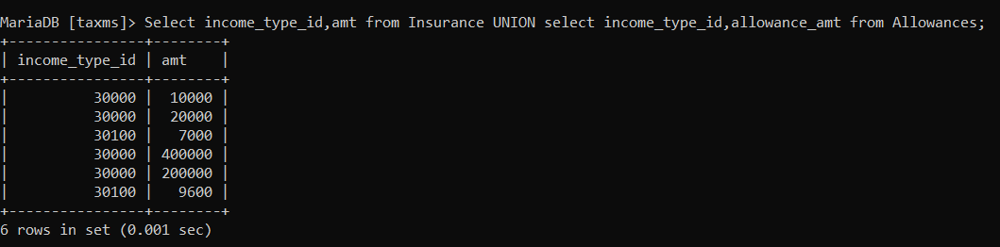 MariaDB [taxms]> Select income_type_id,amt from Insurance UNION select income_type_id,allowance_amt from Allowances;
+----------------+--------+
| income_type_id | amt    |
+----------------+--------+
|          30000 |  10000 |
|          30000 |  20000 |
|          30100 |   7000 |
|          30000 | 400000 |
|          30000 | 200000 |
|          30100 |   9600 |
+----------------+--------+
6 rows in set (0.001 sec)